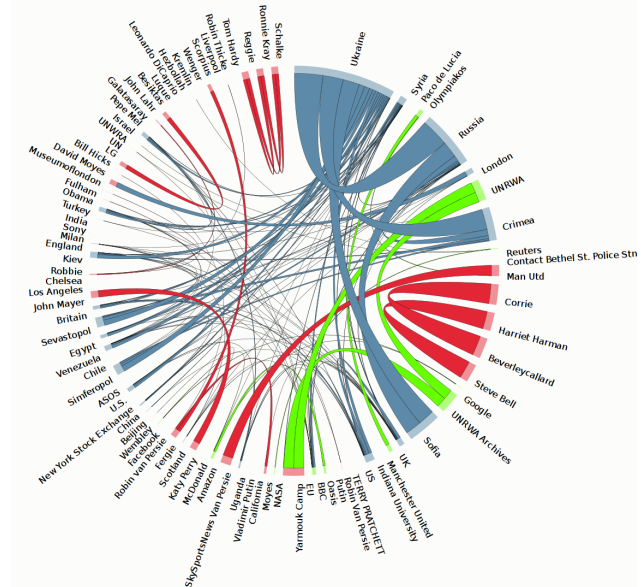 Ukraine
Syria
Paco de Lucia
Olympiakos
Russia
London
UNRWA
Crimea
Reuters
Contact Bethel St. Police Stn
Man Utd
Corrie
Harriet Harman
Beverleycallard
Steve Bell
Google
UNRWA Archives
Sofia
UK
Manchester United
Indiana University
US
TERRY PRATCHETT
Robin Van Persie
Putin
Oasis
BBC
EU
Yarmouk Camp
NASA
Moyes
California
Vladimir Putin
Uganda
SkySportsNews Van Persie
Amazon
McDonald
Katy Perry
Scotland
Fergie
Robin van Persie
Facebook
Wembley
Beijing
China
New York Stock Exchange
U.S.
ASOS
Simferopol
Chile
Venezuela
Egypt
Sevastopol
Britain
John Mayer
Los Angeles
Chelsea
Robbie
Kiev
England
Milan
Sony
India
Turkey
Obama
Fulham
Museumoflondon
David Moyes
Bill Hicks
LG
UN
UNWRA
Israel
Pepe Mel
Galatasaray
John Lahr
Besiktas
Luque
Leonardo DiCaprio
Hezbollah
Kremlin
Wenger
Scorpius
Liverpool
Robin Thicke
Tom Hardy
Reggie
Ronnie Kray
Schalke